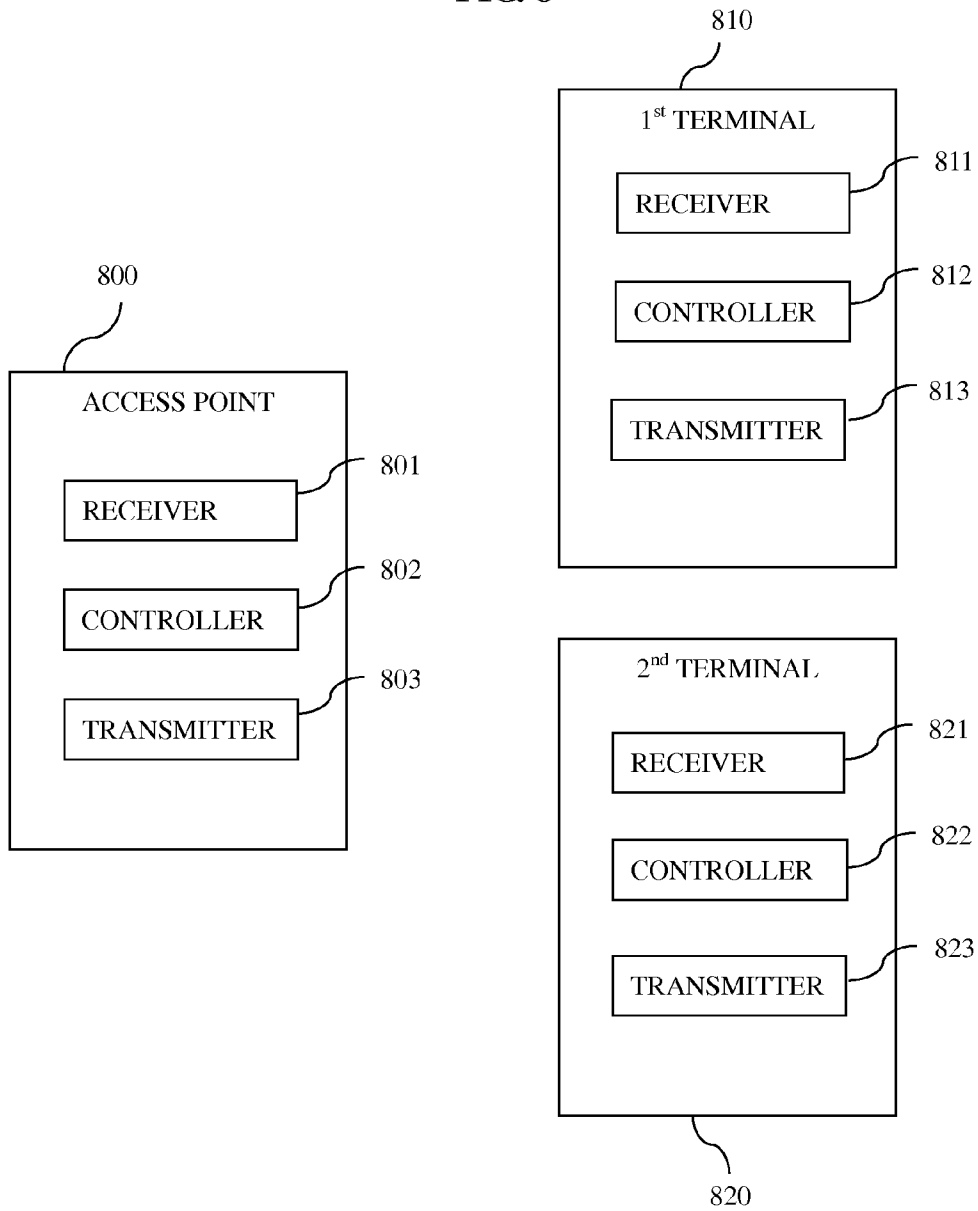 800
ACCESS POINT
RECEIVER
801
CONTROLLER
802
TRANSMITTER
803
810
1st TERMINAL
RECEIVER
811
CONTROLLER
812
TRANSMITTER
813
2nd TERMINAL
RECEIVER
821
CONTROLLER
822
TRANSMITTER
823
820